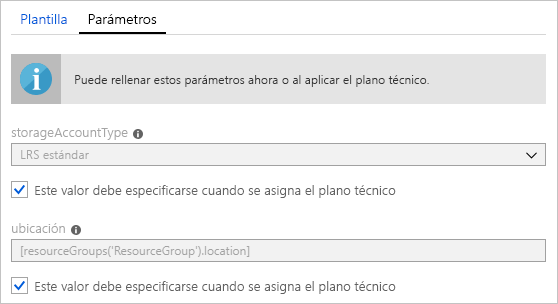 Plantilla Parámetros
Puede rellenar estos parámetros ahora o al aplicar el plano técnico.
storageAccountType
LRS estándar
Este valor debe especificarse cuando se asigna el plano técnico
ubicación
[resourceGroups('ResourceGroup').location]
Este valor debe especificarse cuando se asigna el plano técnico